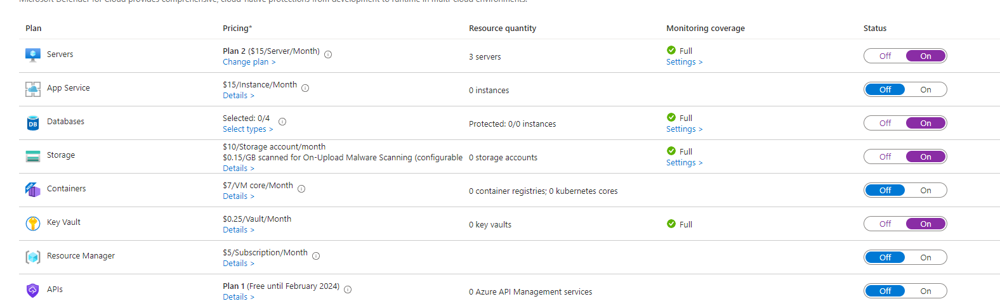 Microsoft Defender for Cloud provides comprehensive, cloud-native protections from development to runtime in multi-cloud environments.
Plan Pricing* Resource quantity Monitoring coverage Status
Servers Plan 2 ($15/Server/Month) 3 servers Full Off On
Change plan > Settings >
App Service $15/Instance/Month 0 instances Off On
Details >
DB Databases Selected: 0/4 Protected: 0/0 instances Full Off On
Select types > Settings >
Storage $10/Storage account/month 0 storage accounts Full Off On
$0.15/GB scanned for On-Upload Malware Scanning (configurable
Details > Settings >
Containers $7/VM core/Month 0 container registries; 0 kubernetes cores Off On
Details >
Key Vault $0.25/Vault/Month 0 key vaults Full Off On
Details >
Resource Manager $5/Subscription/Month Off On
Details >
APIs Plan 1 (Free until February 2024) 0 Azure API Management services Off On
Details >